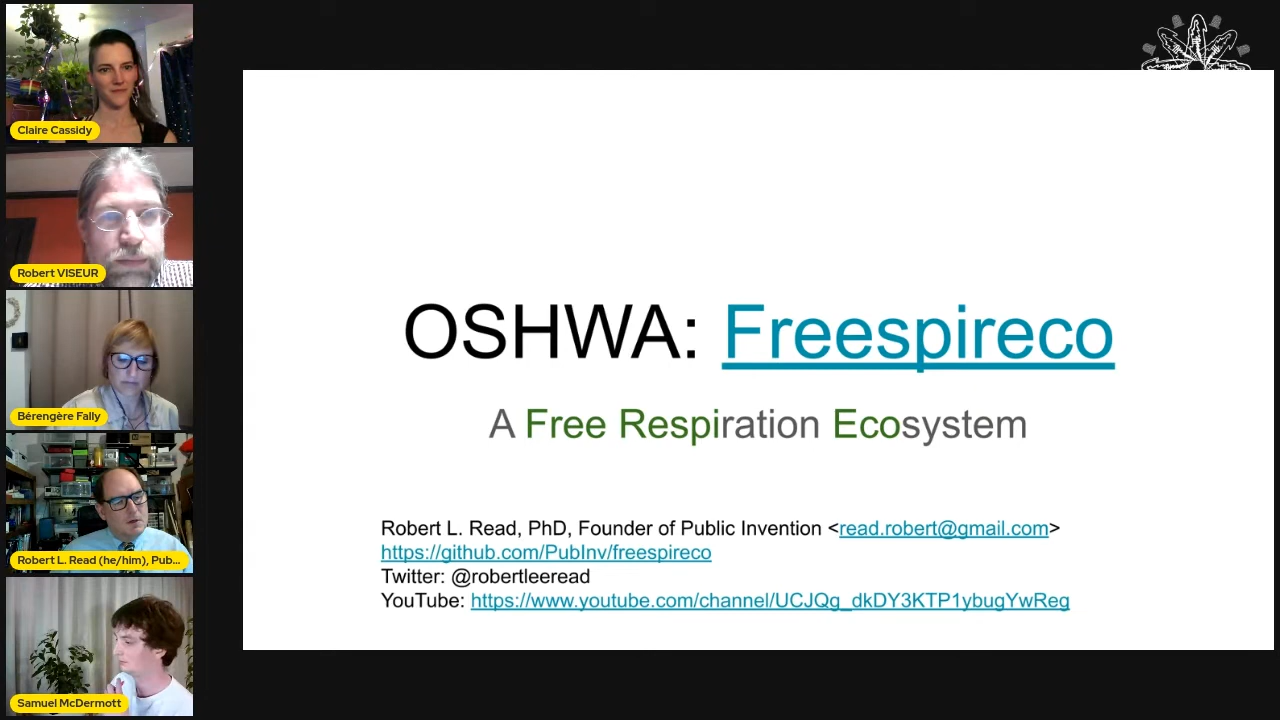 Claire Cassidy
Robert VISEUR
Bérengère Fally
Robert L. Read (he/him), Pub...
Samuel McDermott
OSHWA: Freespireco
A Free Respiration Ecosystem
Robert L. Read, PhD, Founder of Public Invention <read.robert@gmail.com>
https://github.com/PubInv/freespireco
Twitter: @robertleeread
YouTube: https://www.youtube.com/channel/UCJQg_dkDY3KTP1ybugYwReg